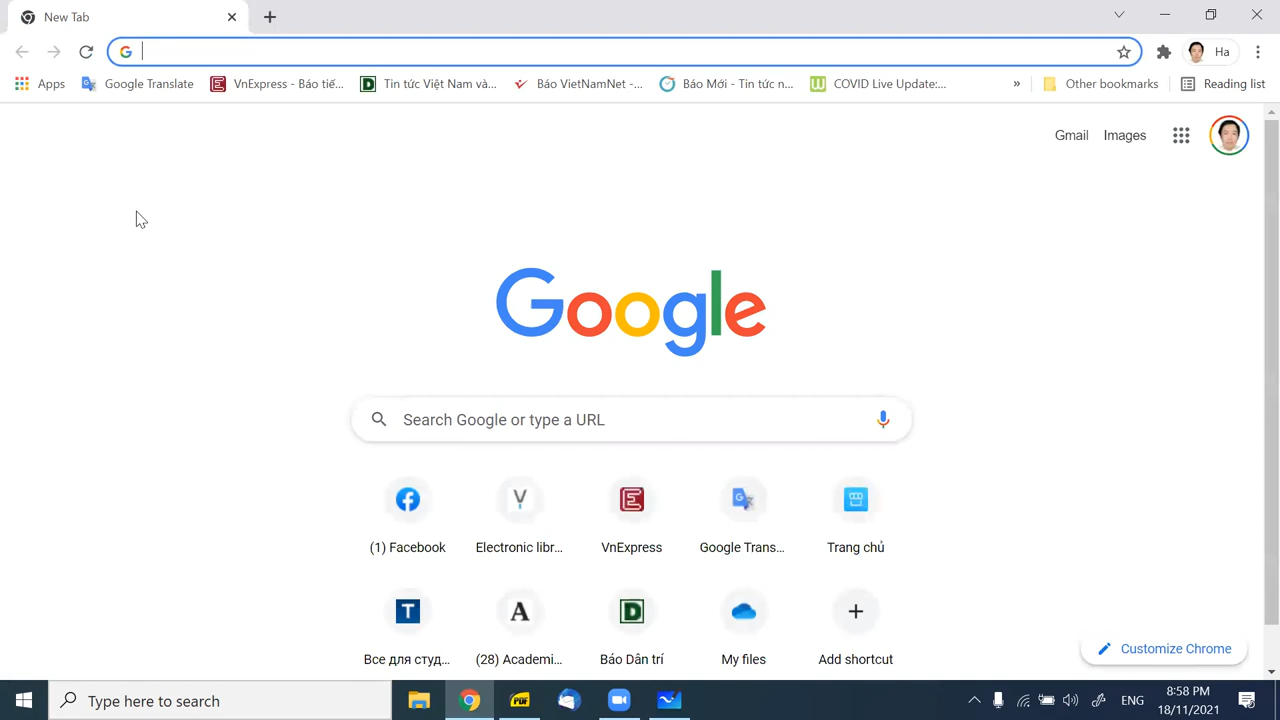 New Tab
Ha
Apps
Google Translate
VnExpress - Báo tiế...
Tin tức Việt Nam và...
Báo VietNamNet -...
Báo Mới - Tin tức n...
COVID Live Update:...
»
Other bookmarks
Reading list
Gmail
Images
Google
Search Google or type a URL
(1) Facebook
Electronic libr...
VnExpress
Google Trans...
Trang chủ
Все для студ...
(28) Academi...
Báo Dân trí
My files
Add shortcut
Customize Chrome
Type here to search
PDF
ENG
8:58 PM
18/11/2021